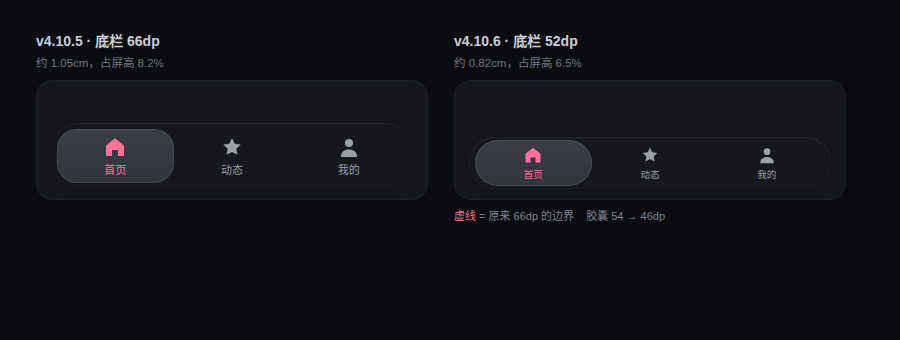 v4.10.5 · 底栏 66dp
约 1.05cm，占屏高 8.2%
首页 动态 我的
v4.10.6 · 底栏 52dp
约 0.82cm，占屏高 6.5%
首页 动态 我的
虚线 = 原来 66dp 的边界 胶囊 54 → 46dp